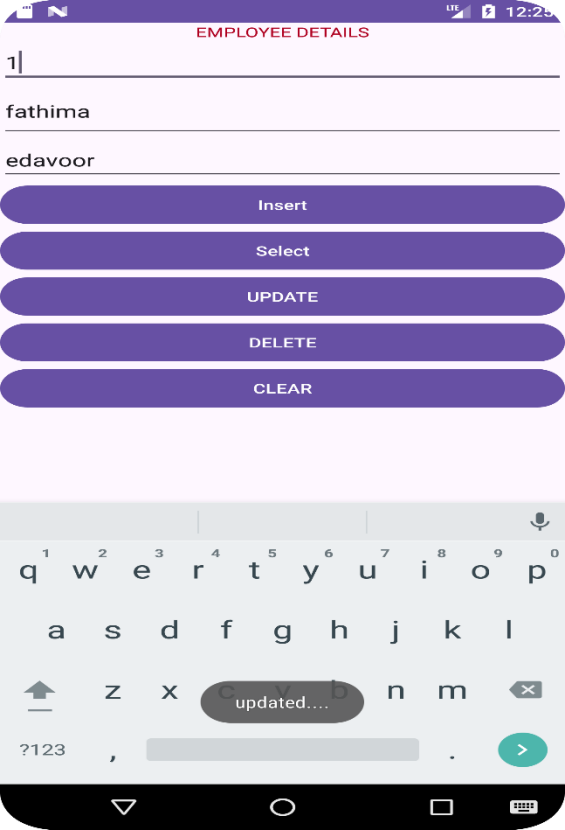 LTE 12:25
EMPLOYEE DETAILS
1
fathima
edavoor
Insert
Select
UPDATE
DELETE
CLEAR
1 2 3 4 5 6 7 8 9 0
q w e r t y u i o p
a s d f g h j k l
z x c v b n m
updated....
?123 , .